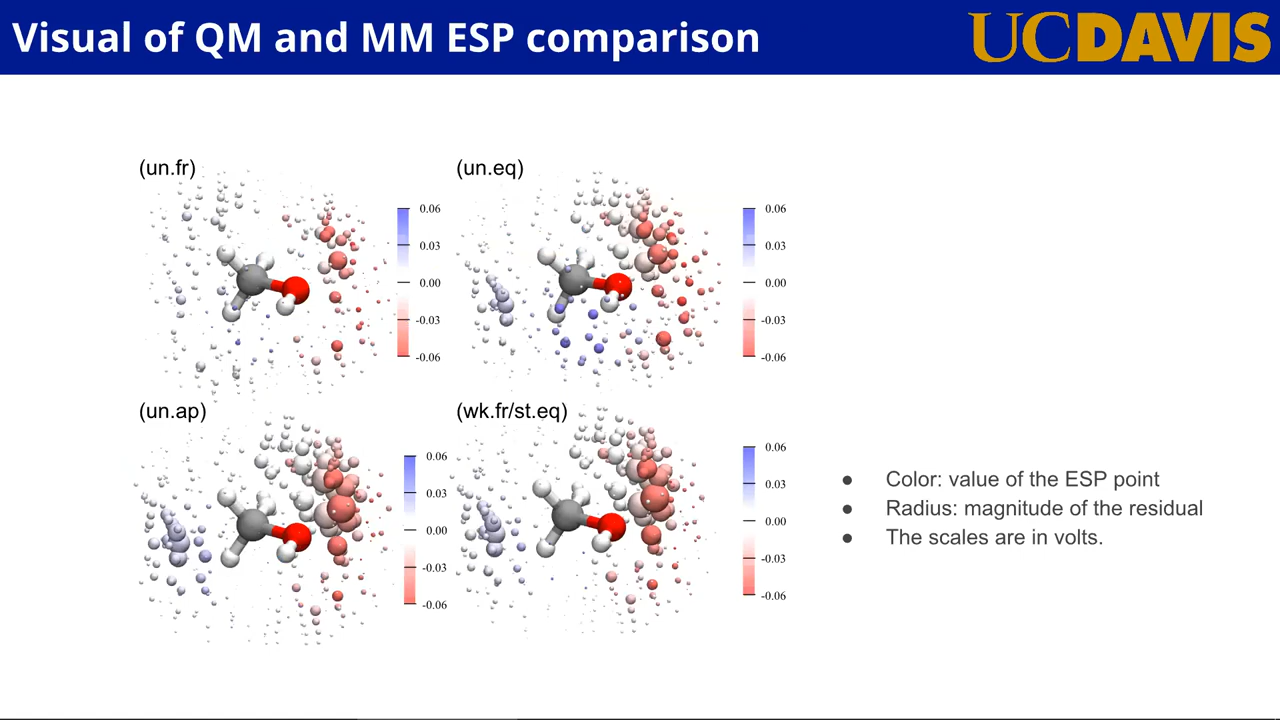 Visual of QM and MM ESP comparison
UCDAVIS
(un.fr)
0.06
0.03
0.00
-0.03
-0.06
(un.eq)
0.06
0.03
0.00
-0.03
-0.06
(un.ap)
0.06
0.03
0.00
-0.03
-0.06
(wk.fr/st.eq)
0.06
0.03
0.00
-0.03
-0.06
● Color: value of the ESP point
● Radius: magnitude of the residual
● The scales are in volts.